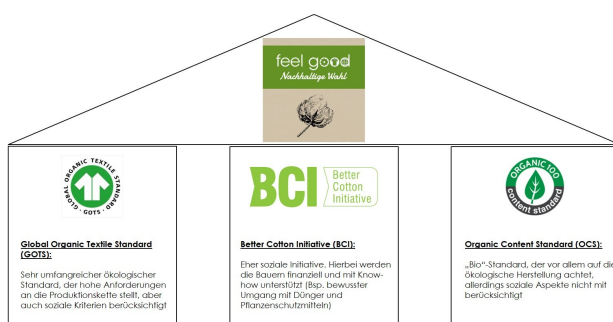 feel good
Nachhaltige Wahl
GLOBAL ORGANIC TEXTILE STANDARD
· GOTS ·
BCI
Better
Cotton
Initiative
ORGANIC 100
content standard
Global Organic Textile Standard
(GOTS):
Sehr umfangreicher ökologischer
Standard, der hohe Anforderungen
an die Produktionskette stellt, aber
auch soziale Kriterien berücksichtigt
Better Cotton Initiative (BCI):
Eher soziale Initiative. Hierbei werden
die Bauern finanziell und mit Know-
how unterstützt (Bsp. bewusster
Umgang mit Dünger und
Pflanzenschutzmitteln)
Organic Content Standard (OCS):
„Bio“-Standard, der vor allem auf die
ökologische Herstellung achtet,
allerdings soziale Aspekte nicht mit
berücksichtigt